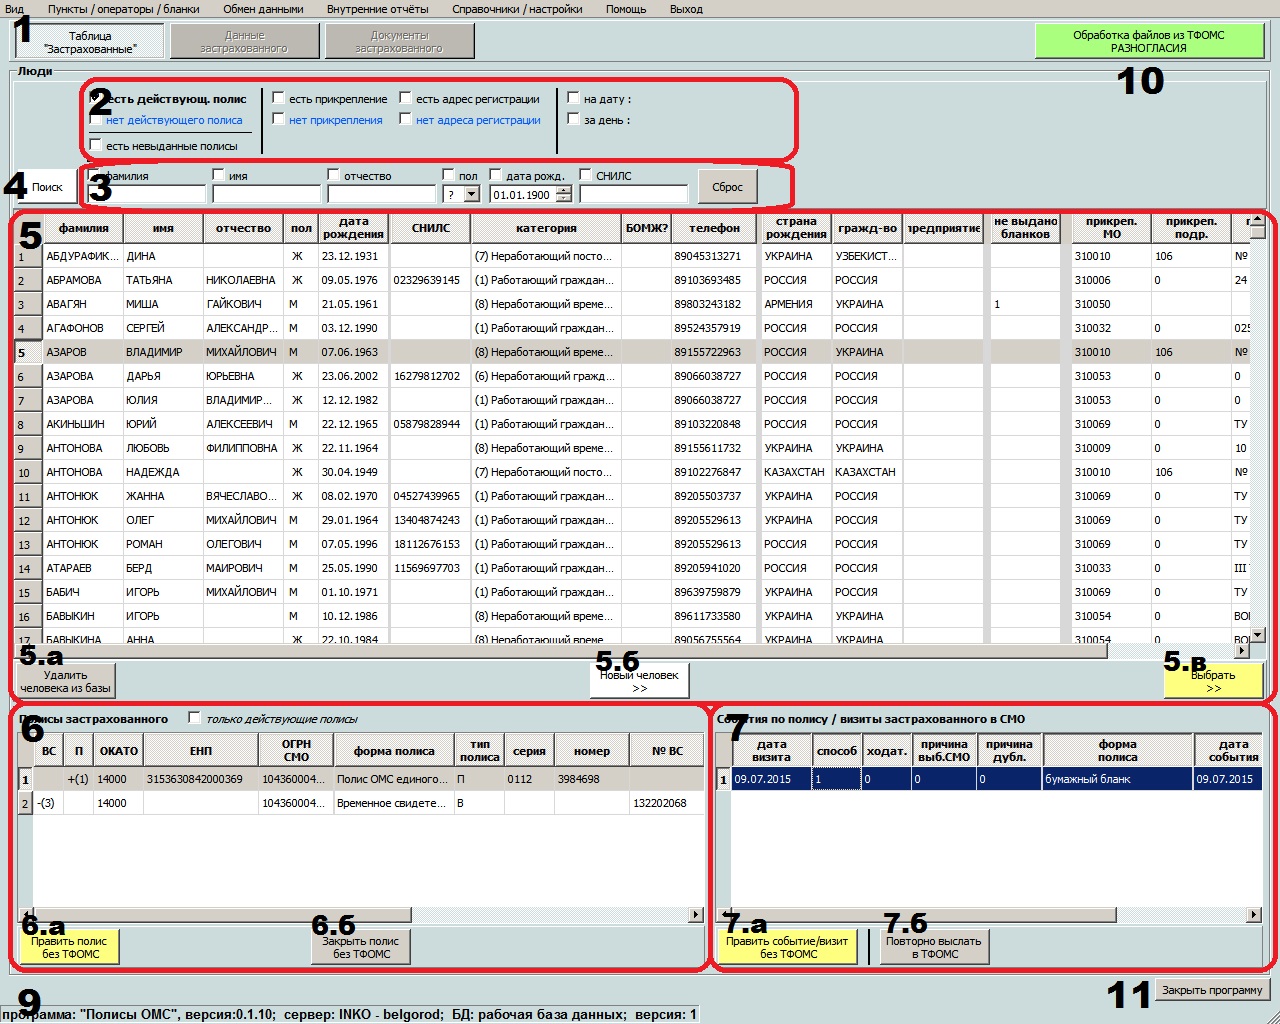 Вид Пункты / операторы / бланки Обмен данными Внутренние отчёты Справочники / настройки Помощь Выход
1
Таблица "Застрахованные"
Данные застрахованного
Документы застрахованного
Обработка файлов из ТФОМС РАЗНОГЛАСИЯ
10
Люди
2
есть действующ. полис есть прикрепление есть адрес регистрации на дату :
нет действующего полиса нет прикрепления нет адреса регистрации за день :
есть невыданные полисы
4 Поиск
3
фамилия имя отчество пол дата рожд. СНИЛС
? 01.01.1900 Сброс
5
фамилия имя отчество пол дата рождения СНИЛС категория БОМЖ? телефон страна рождения гражд-во предприятие не выдано бланков прикреп. МО прикреп. подр.
1 АБДУРАФИК... ДИНА Ж 23.12.1931 (7) Неработающий посто... 89045313271 УКРАИНА УЗБЕКИСТ... 310010 106 №
2 АБРАМОВА ТАТЬЯНА НИКОЛАЕВНА Ж 09.05.1976 02329639145 (1) Работающий граждан... 89103693485 РОССИЯ РОССИЯ 310006 0 24
3 АВАГЯН МИША ГАЙКОВИЧ М 21.05.1961 (8) Неработающий време... 89803243182 АРМЕНИЯ УКРАИНА 1 310050
4 АГАФОНОВ СЕРГЕЙ АЛЕКСАНДР... М 03.12.1990 (1) Работающий граждан... 89524357919 РОССИЯ РОССИЯ 310032 0 025
5 АЗАРОВ ВЛАДИМИР МИХАЙЛОВИЧ М 07.06.1963 (8) Неработающий време... 89155722963 РОССИЯ УКРАИНА 310010 106 №
6 АЗАРОВА ДАРЬЯ ЮРЬЕВНА Ж 23.06.2002 16279812702 (6) Неработающий гражд... 89066038727 РОССИЯ РОССИЯ 310053 0 0
7 АЗАРОВА ЮЛИЯ ВЛАДИМИР... Ж 12.12.1982 (1) Работающий граждан... 89066038727 РОССИЯ РОССИЯ 310053 0 0
8 АКИНЬШИН ЮРИЙ АЛЕКСЕЕВИЧ М 22.12.1965 05879828944 (1) Работающий граждан... 89103220848 РОССИЯ РОССИЯ 310054 0 ТУ
9 АНТОНОВА ЛЮБОВЬ ФИЛИППОВНА Ж 22.11.1964 (8) Неработающий време... 89155611732 УКРАИНА УКРАИНА 310009 0 10
10 АНТОНОВА НАДЕЖДА Ж 30.04.1949 (7) Неработающий посто... 89102276847 КАЗАХСТАН КАЗАХСТАН 310010 106 №
11 АНТОНЮК ЖАННА ВЯЧЕСЛАВО... Ж 08.02.1970 04527439965 (1) Работающий граждан... 89205503737 УКРАИНА РОССИЯ 310069 0 ТУ
12 АНТОНЮК ОЛЕГ МИХАЙЛОВИЧ М 29.01.1964 13404874243 (1) Работающий граждан... 89205529613 УКРАИНА РОССИЯ 310069 0 ТУ
13 АНТОНЮК РОМАН ОЛЕГОВИЧ М 07.05.1996 18112676153 (1) Работающий граждан... 89205529613 РОССИЯ РОССИЯ 310069 0 ТУ
14 АТАРАЕВ БЕРД МАИРОВИЧ М 25.05.1990 11569697703 (1) Работающий граждан... 89205941020 РОССИЯ РОССИЯ 310033 0 III
15 БАБИЧ ИГОРЬ МИХАЙЛОВИЧ М 01.10.1971 (1) Работающий граждан... 89639759879 УКРАИНА РОССИЯ 310069 0 ТУ
16 БАВЫКИН ИГОРЬ М 10.12.1986 (8) Неработающий време... 89611733580 УКРАИНА УКРАИНА 310054 0
17 БАВЫКИНА АННА Ж 22.10.1984 (8) Неработающий време 89056755564 УКРАИНА УКРАИНА 310054 0
5.а 5.б 5.в
Удалить человека из базы
Новый человек >>
Выбрать >>
6
Полисы застрахованного только действующие полисы
ВС П ОКАТО ЕНП ОГРН СМО форма полиса тип полиса серия номер № ВС
1 +(1) 14000 3153630842000369 104360004... Полис ОМС единого... П 0112 3984698
2 -(3) 14000 104360004... Временное свидете... В 132202068
6.а 6.б
Править полис без ТФОМС
Закрыть полис без ТФОМС
7
События по полису / визиты застрахованного в СМО
дата визита способ ходат. причина выб.СМО причина дубл. форма полиса дата события
1 09.07.2015 1 0 0 0 бумажный бланк 09.07.2015
7.а 7.б
Править событие/визит без ТФОМС
Повторно выслать в ТФОМС
11 Закрыть программу
9
программа: "Полисы ОМС", версия:0.1.10; сервер: INKO - belgorod; БД: рабочая база данных; версия: 1